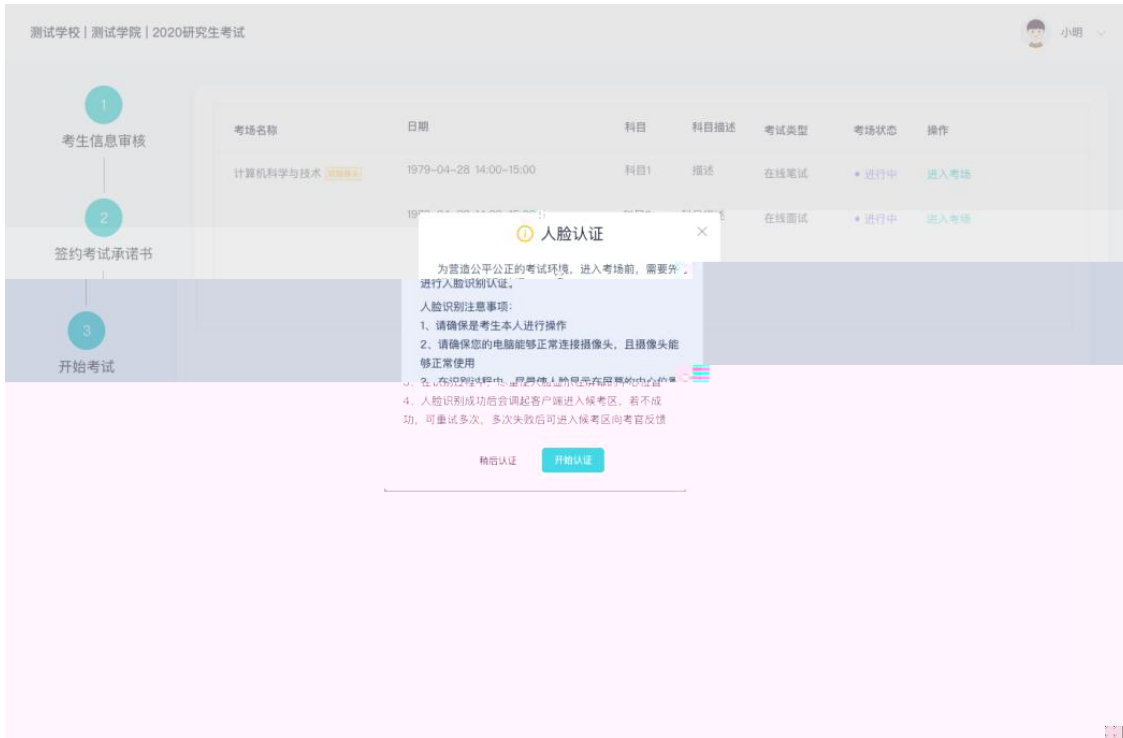 测试学校 | 测试学院 | 2020研究生考试
小明
1
考生信息审核
2
签约考试承诺书
3
开始考试
考场名称 日期 科目 科目描述 考试类型 考场状态 操作
计算机科学与技术 1979-04-28 14:00-15:00 科目1 描述 在线笔试 进行中 进入考场
在线面试 进行中 进入考场
人脸认证
为营造公平公正的考试环境，进入考场前，需要先
进行人脸识别认证。
人脸识别注意事项：
1、请确保是考生本人进行操作
2、请确保您的电脑能够正常连接摄像头，且摄像头能
够正常使用
4、人脸识别成功后会调起客户端进入候考区，若不成
功，可重试多次，多次失败后可进入候考区向考官反馈
稍后认证 开始认证